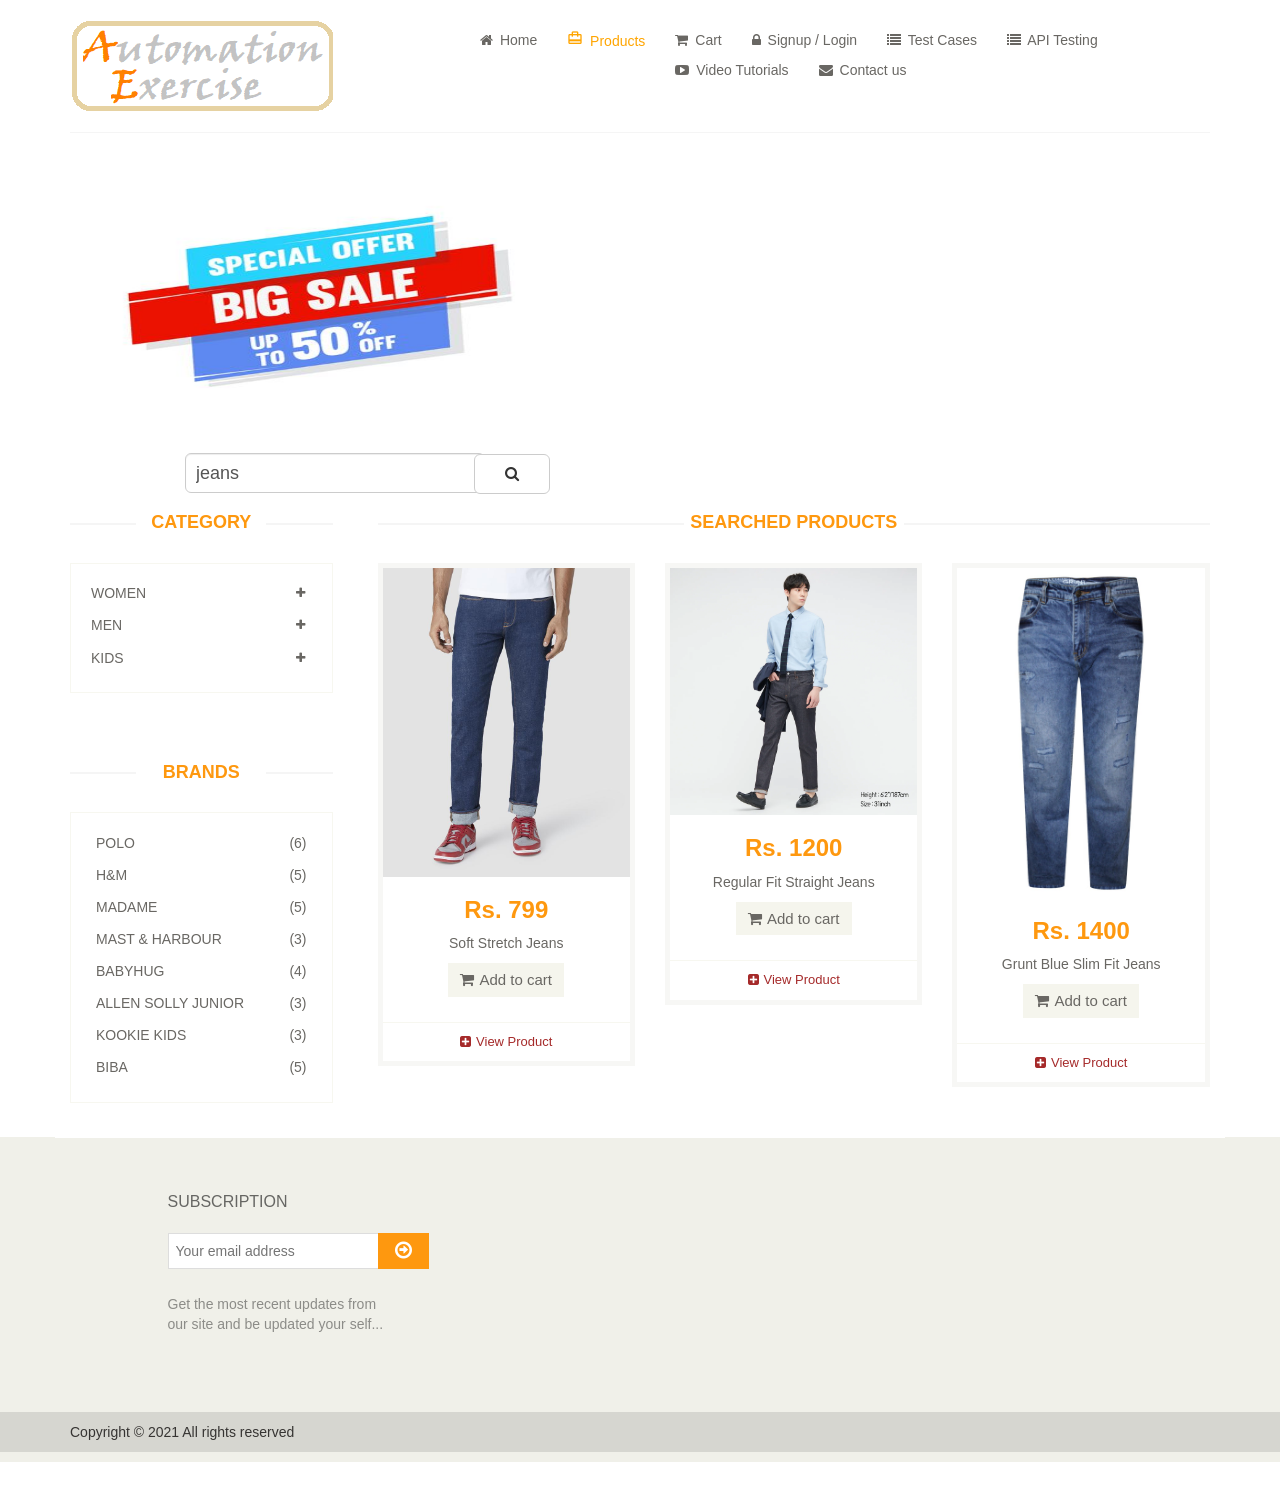 Automation
Exercise
Home
Products
Cart
Signup / Login
Test Cases
API Testing
Video Tutorials
Contact us
SPECIAL OFFER
BIG SALE
UP TO 50% OFF
jeans
CATEGORY
WOMEN
MEN
KIDS
BRANDS
POLO (6)
H&M (5)
MADAME (5)
MAST & HARBOUR (3)
BABYHUG (4)
ALLEN SOLLY JUNIOR (3)
KOOKIE KIDS (3)
BIBA (5)
SEARCHED PRODUCTS
Rs. 799
Soft Stretch Jeans
Add to cart
View Product
Height : 6'2"/187cm
Size : 31inch
Rs. 1200
Regular Fit Straight Jeans
Add to cart
View Product
Rs. 1400
Grunt Blue Slim Fit Jeans
Add to cart
View Product
SUBSCRIPTION
Your email address
Get the most recent updates from
our site and be updated your self...
Copyright © 2021 All rights reserved